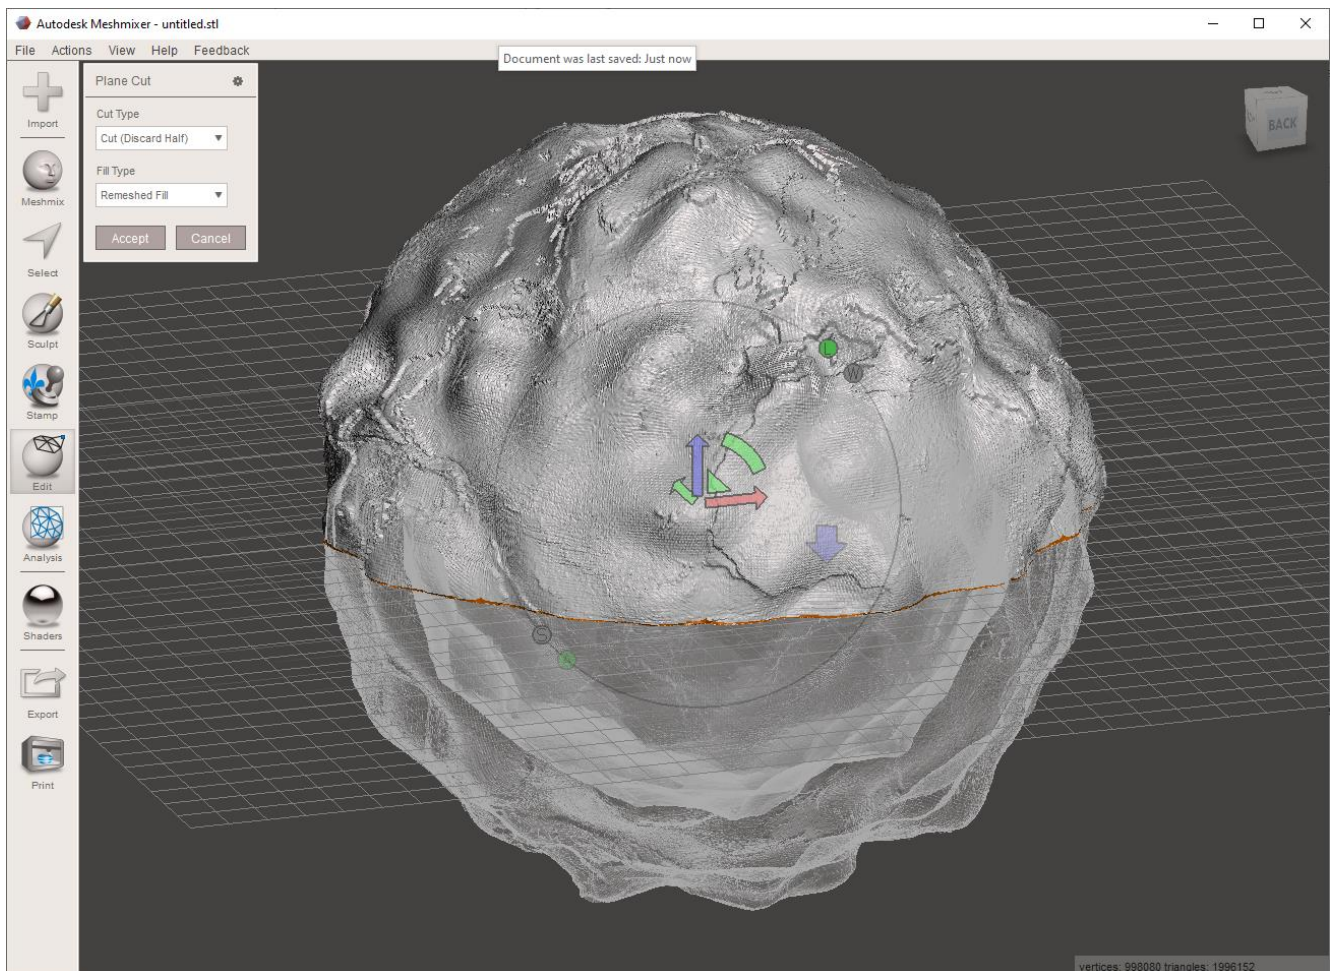 Autodesk Meshmixer - untitled.stl
File Actions View Help Feedback
Document was last saved: Just now
Plane Cut
Cut Type
Cut (Discard Half)
Fill Type
Remeshed Fill
Accept Cancel
Import
Meshmix
Select
Sculpt
Stamp
Edit
Analysis
Shaders
Export
Print
BACK
L
W
S
vertices: 998080 triangles: 1996152